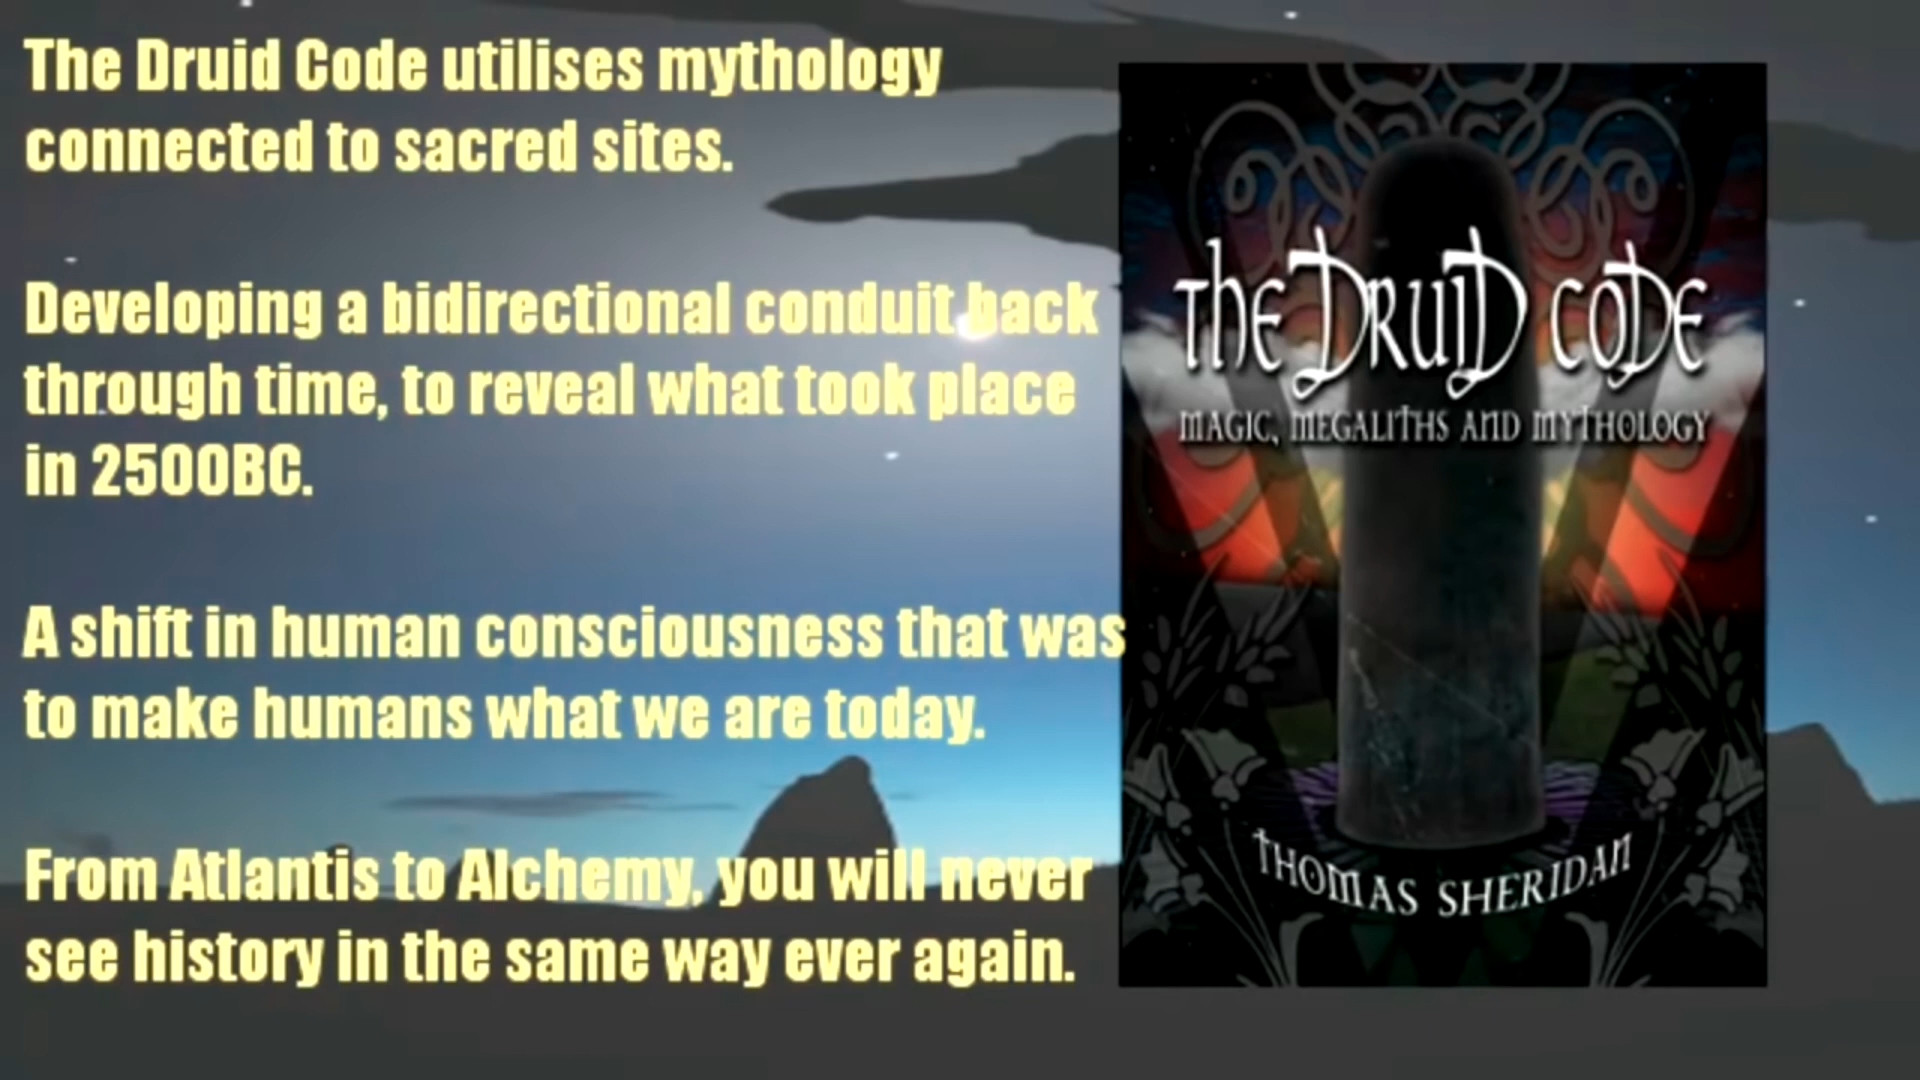 The Druid Code utilises mythology
connected to sacred sites.
Developing a bidirectional conduit back
through time, to reveal what took place
in 2500BC.
A shift in human consciousness that was
to make humans what we are today.
From Atlantis to Alchemy, you will never
see history in the same way ever again.
THE DRUID CODE
MAGIC, MEGALITHS AND MYTHOLOGY
THOMAS SHERIDAN